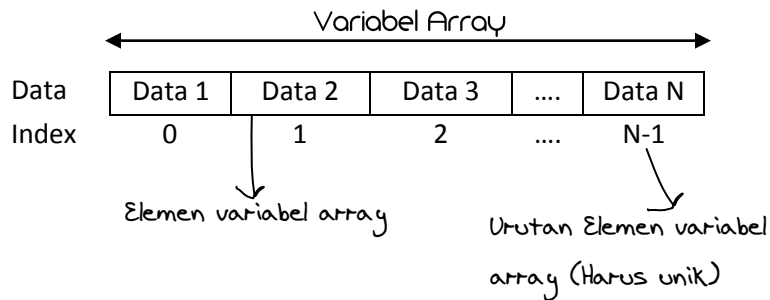 Variabel Array
Data Data 1 Data 2 Data 3 .... Data N
Index 0 1 2 .... N-1
Elemen variabel array
Urutan Elemen variabel
array (Harus unik)